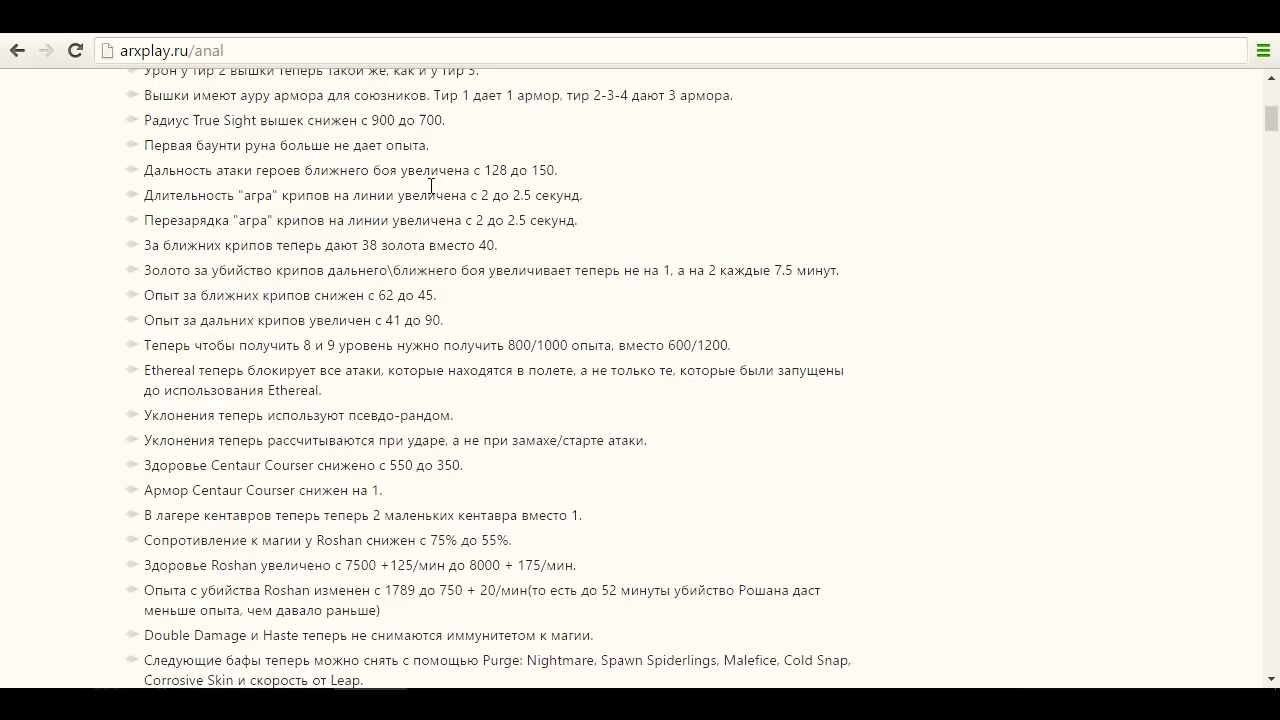 arxplay.ru/anal
Урон у тир 2 вышки теперь такой же, как и у тир 3.
Вышки имеют ауру армора для союзников. Тир 1 дает 1 армор, тир 2-3-4 дают 3 армора.
Радиус True Sight вышек снижен с 900 до 700.
Первая баунти руна больше не дает опыта.
Дальность атаки героев ближнего боя увеличена с 128 до 150.
Длительность "агра" крипов на линии увеличена с 2 до 2.5 секунд.
Перезарядка "агра" крипов на линии увеличена с 2 до 2.5 секунд.
За ближних крипов теперь дают 38 золота вместо 40.
Золото за убийство крипов дальнего\ближнего боя увеличивает теперь не на 1, а на 2 каждые 7.5 минут.
Опыт за ближних крипов снижен с 62 до 45.
Опыт за дальних крипов увеличен с 41 до 90.
Теперь чтобы получить 8 и 9 уровень нужно получить 800/1000 опыта, вместо 600/1200.
Ethereal теперь блокирует все атаки, которые находятся в полете, а не только те, которые были запущены
до использования Ethereal.
Уклонения теперь используют псевдо-рандом.
Уклонения теперь рассчитываются при ударе, а не при замахе/старте атаки.
Здоровье Centaur Courser снижено с 550 до 350.
Армор Centaur Courser снижен на 1.
В лагере кентавров теперь теперь 2 маленьких кентавра вместо 1.
Сопротивление к магии у Roshan снижен с 75% до 55%.
Здоровье Roshan увеличено с 7500 +125/мин до 8000 + 175/мин.
Опыта с убийства Roshan изменен с 1789 до 750 + 20/мин(то есть до 52 минуты убийство Рошана даст
меньше опыта, чем давало раньше)
Double Damage и Haste теперь не снимаются иммунитетом к магии.
Следующие бафы теперь можно снять с помощью Purge: Nightmare, Spawn Spiderlings, Malefice, Cold Snap,
Corrosive Skin и скорость от Leap.